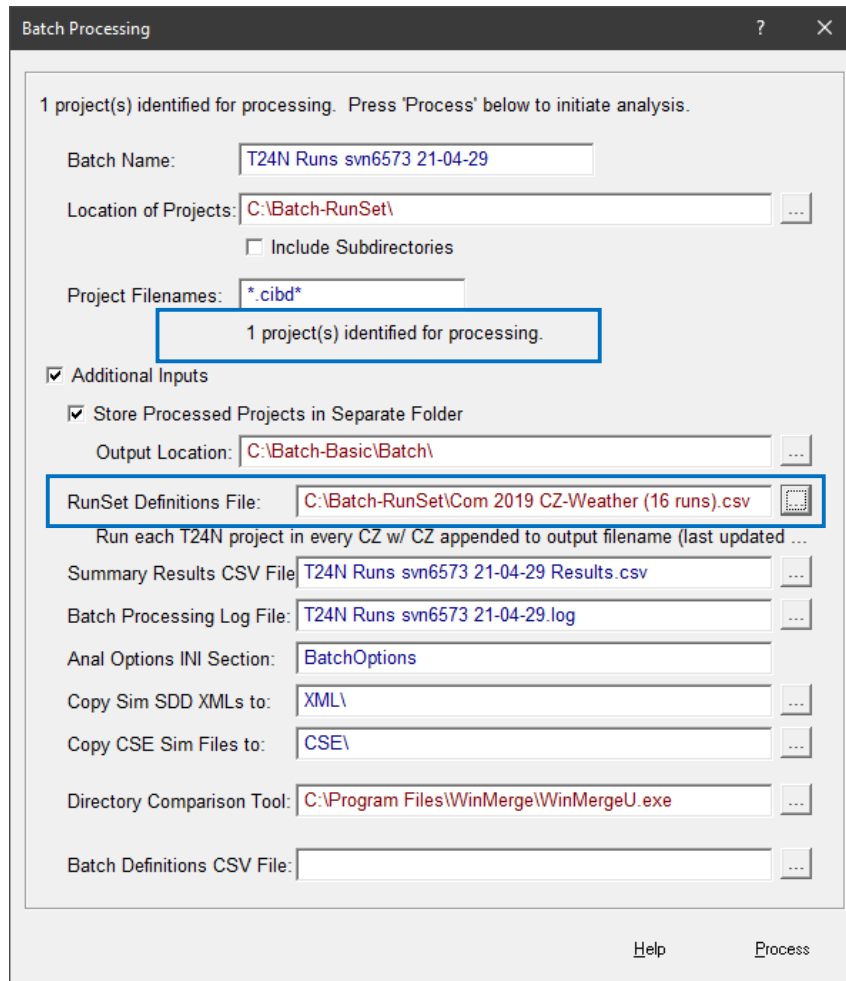 Batch Processing ? ×
1 project(s) identified for processing. Press 'Process' below to initiate analysis.
Batch Name: T24N Runs svn6573 21-04-29
Location of Projects: C:\Batch-RunSet\ ...
Include Subdirectories
Project Filenames: *.cibd*
1 project(s) identified for processing.
Additional Inputs
Store Processed Projects in Separate Folder
Output Location: C:\Batch-Basic\Batch\ ...
RunSet Definitions File: C:\Batch-RunSet\Com 2019 CZ-Weather (16 runs).csv ...
Run each T24N project in every CZ w/ CZ appended to output filename (last updated ...
Summary Results CSV File T24N Runs svn6573 21-04-29 Results.csv ...
Batch Processing Log File: T24N Runs svn6573 21-04-29.log ...
Anal Options INI Section: BatchOptions
Copy Sim SDD XMLs to: XML\ ...
Copy CSE Sim Files to: CSE\ ...
Directory Comparison Tool: C:\Program Files\WinMerge\WinMergeU.exe ...
Batch Definitions CSV File: ...
Help Process